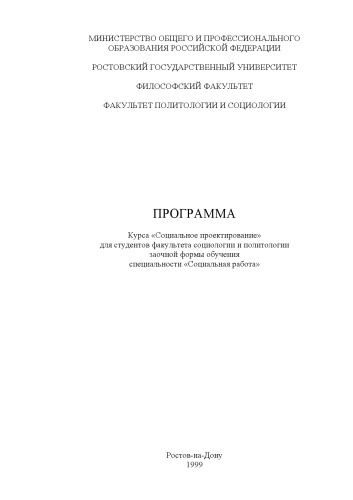 МИНИСТЕРСТВО ОБЩЕГО И ПРОФЕССИОНАЛЬНОГО
ОБРАЗОВАНИЯ РОССИЙСКОЙ ФЕДЕРАЦИИ
РОСТОВСКИЙ ГОСУДАРСТВЕННЫЙ УНИВЕРСИТЕТ
ФИЛОСОФСКИЙ ФАКУЛЬТЕТ
ФАКУЛЬТЕТ ПОЛИТОЛОГИИ И СОЦИОЛОГИИ
ПРОГРАММА
Курса «Социальное проектирование»
для студентов факультета социологии и политологии
заочной формы обучения
специальности «Социальная работа»
Ростов-на-Дону
1999